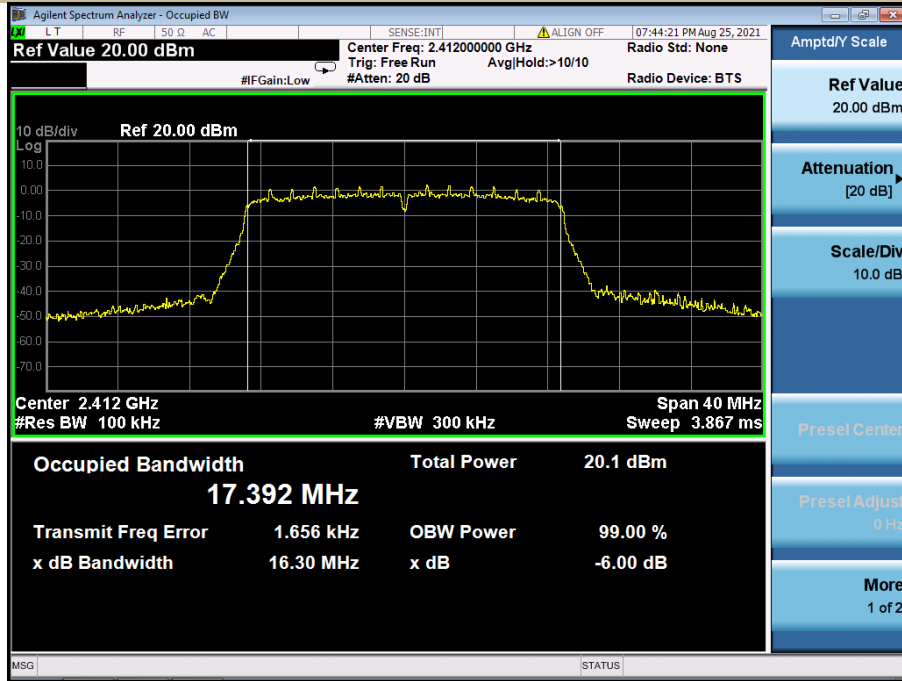 Agilent Spectrum Analyzer - Occupied BW
LXI L T RF 50 Ω AC SENSE:INT ALIGN OFF 07:44:21 PM Aug 25, 2021
Ref Value 20.00 dBm
Center Freq: 2.412000000 GHz
Radio Std: None
Trig: Free Run Avg|Hold:>10/10
#IFGain:Low #Atten: 20 dB Radio Device: BTS
10 dB/div Ref 20.00 dBm
Log
10.0
0.00
-10.0
-20.0
-30.0
-40.0
-50.0
-60.0
-70.0
Center 2.412 GHz Span 40 MHz
#Res BW 100 kHz #VBW 300 kHz Sweep 3.867 ms
Occupied Bandwidth Total Power 20.1 dBm
17.392 MHz
Transmit Freq Error 1.656 kHz OBW Power 99.00 %
x dB Bandwidth 16.30 MHz x dB -6.00 dB
MSG STATUS
Amptd/Y Scale
Ref Value
20.00 dBm
Attenuation
[20 dB]
Scale/Div
10.0 dB
Presel Center
Presel Adjust
0 Hz
More
1 of 2